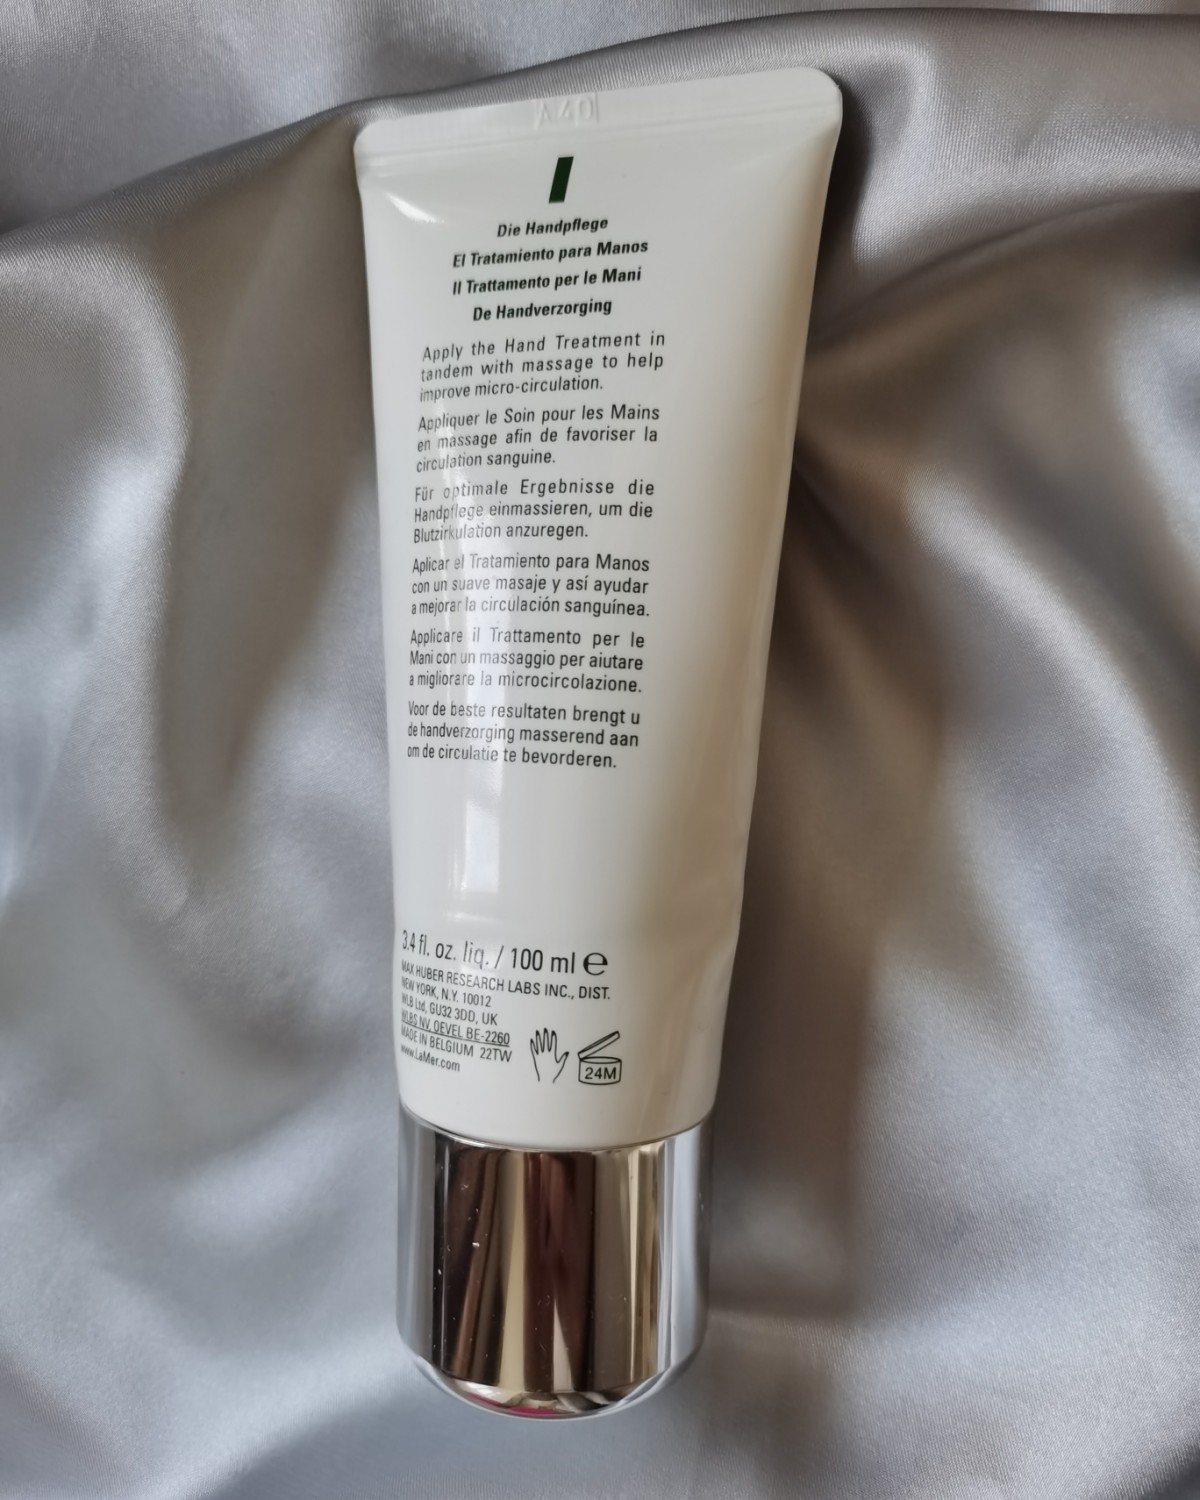 A40
Die Handpflege
El Tratamiento para Manos
Il Trattamento per le Mani
De Handverzorging
Apply the Hand Treatment in
tandem with massage to help
improve micro-circulation.
Appliquer le Soin pour les Mains
en massage afin de favoriser la
circulation sanguine.
Für optimale Ergebnisse die
Handpflege einmassieren, um die
Blutzirkulation anzuregen.
Aplicar el Tratamiento para Manos
con un suave masaje y así ayudar
a mejorar la circulación sanguínea.
Applicare il Trattamento per le
Mani con un massaggio per aiutare
a migliorare la microcircolazione.
Voor de beste resultaten brengt u
de handverzorging masserend aan
om de circulatie te bevorderen.
3.4 fl. oz. liq. / 100 ml ℮
MAX HUBER RESEARCH LABS INC., DIST.
NEW YORK, N.Y. 10012
WLB Ltd, GU32 3DD, UK
WLBS NV, OEVEL BE-2260
MADE IN BELGIUM 22TW
www.LaMer.com
24M